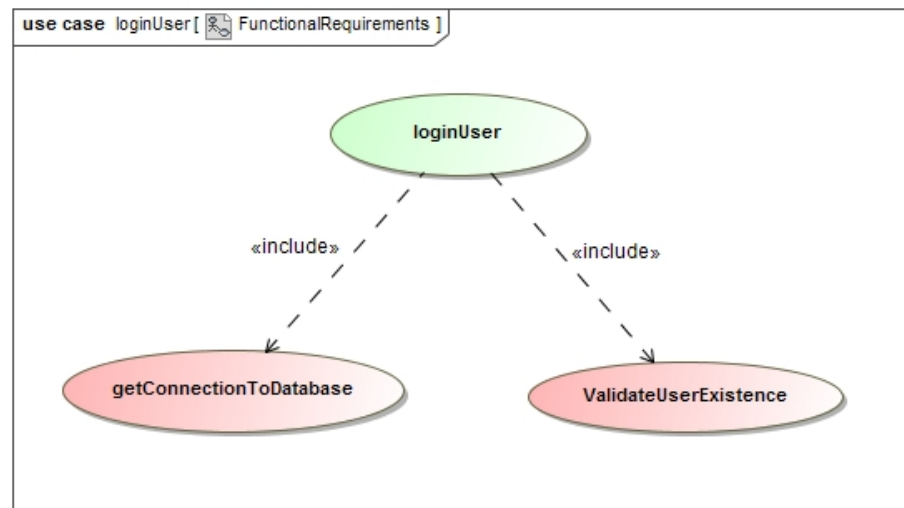 use case loginUser [ FunctionalRequirements ]
loginUser
«include»
«include»
getConnectionToDatabase
ValidateUserExistence